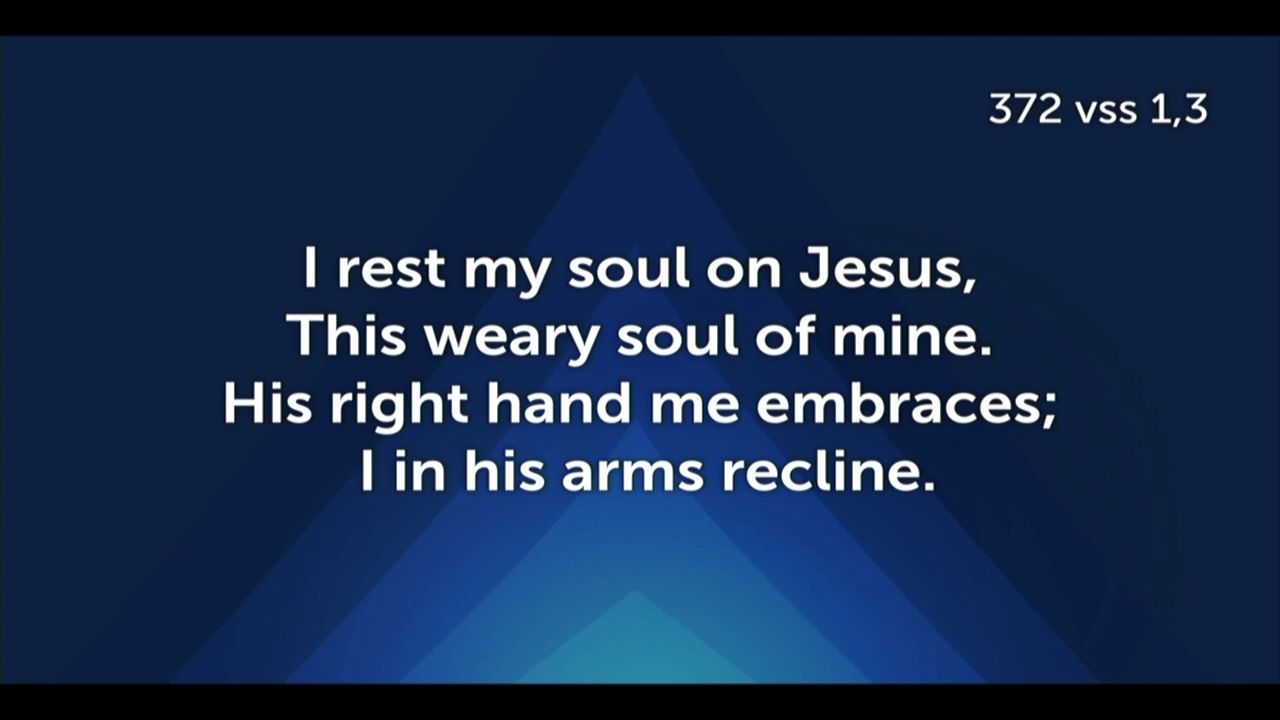 372 vss 1,3
I rest my soul on Jesus,
This weary soul of mine.
His right hand me embraces;
I in his arms recline.